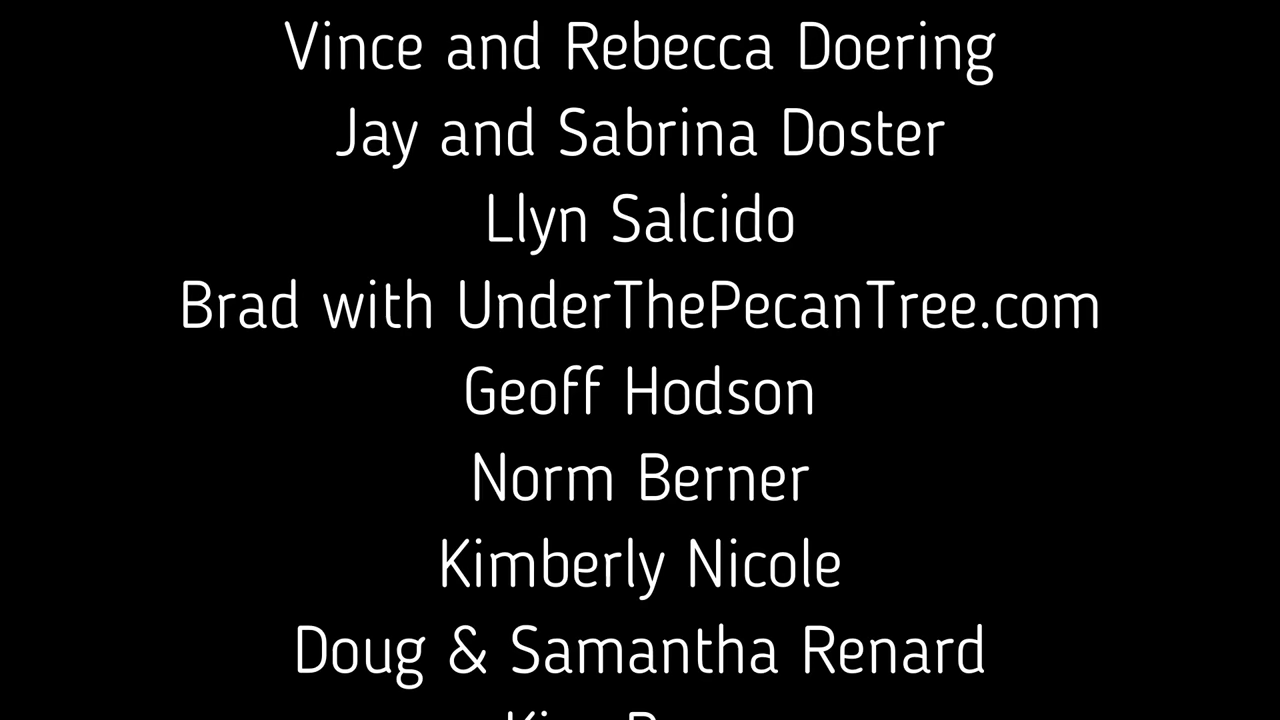 Vince and Rebecca Doering
Jay and Sabrina Doster
Llyn Salcido
Brad with UnderThePecanTree.com
Geoff Hodson
Norm Berner
Kimberly Nicole
Doug & Samantha Renard